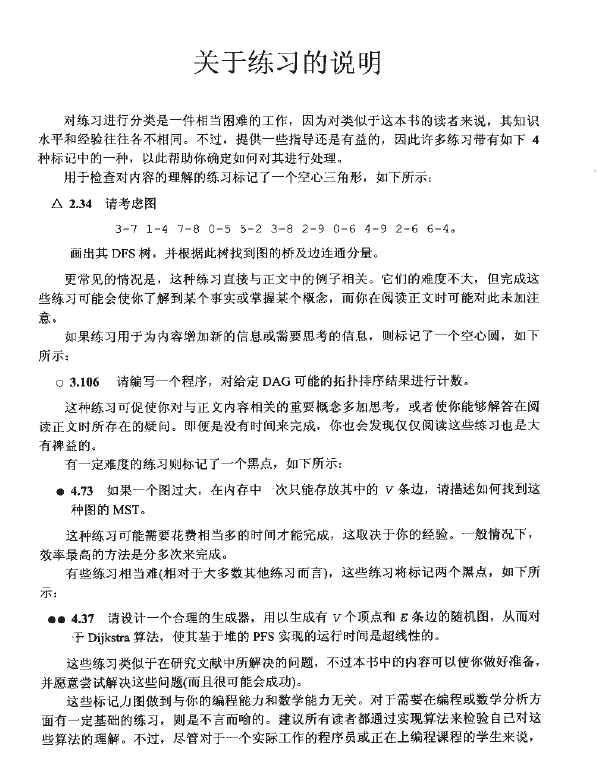 关于练习的说明
对练习进行分类是一件相当困难的工作，因为对类似于这本书的读者来说，其知识
水平和经验往往各不相同。不过，提供一些指导还是有益的，因此许多练习带有如下 4
种标记中的一种，以此帮助你确定如何对其进行处理。
用于检查对内容的理解的练习标记了一个空心三角形，如下所示：
△ 2.34 请考虑图
3-7 1-4 7-8 0-5 5-2 3-8 2-9 0-6 4-9 2-6 6-4。
画出其 DFS 树，并根据此树找到图的桥及边连通分量。
更常见的情况是，这种练习直接与正文中的例子相关。它们的难度不大，但完成这
些练习可能会使你了解到某个事实或掌握某个概念，而你在阅读正文时可能对此未加注
意。
如果练习用于为内容增加新的信息或需要思考的信息，则标记了一个空心圆，如下
所示：
○ 3.106 请编写一个程序，对给定 DAG 可能的拓扑排序结果进行计数。
这种练习可促使你对与正文内容相关的重要概念多加思考，或者使你能够解答在阅
读正文时所存在的疑问。即便是没有时间来完成，你也会发现仅仅阅读这些练习也是大
有裨益的。
有一定难度的练习则标记了一个黑点，如下所示：
● 4.73 如果一个图过大，在内存中一次只能存放其中的 V 条边，请描述如何找到这
种图的 MST。
这种练习可能需要花费相当多的时间才能完成，这取决于你的经验。一般情况下，
效率最高的方法是分多次来完成。
有些练习相当难(相对于大多数其他练习而言)，这些练习将标记两个黑点，如下所
示：
●● 4.37 请设计一个合理的生成器，用以生成有 V 个顶点和 E 条边的随机图，从而对
于 Dijkstra 算法，使其基于堆的 PFS 实现的运行时间是超线性的。
这些练习类似于在研究文献中所解决的问题，不过本书中的内容可以使你做好准备，
并愿意尝试解决这些问题(而且很可能会成功)。
这些标记力图做到与你的编程能力和数学能力无关。对于需要在编程或数学分析方
面有一定基础的练习，则是不言而喻的。建议所有读者都通过实现算法来检验自己对这
些算法的理解。不过，尽管对于一个实际工作的程序员或正在上编程课程的学生来说，